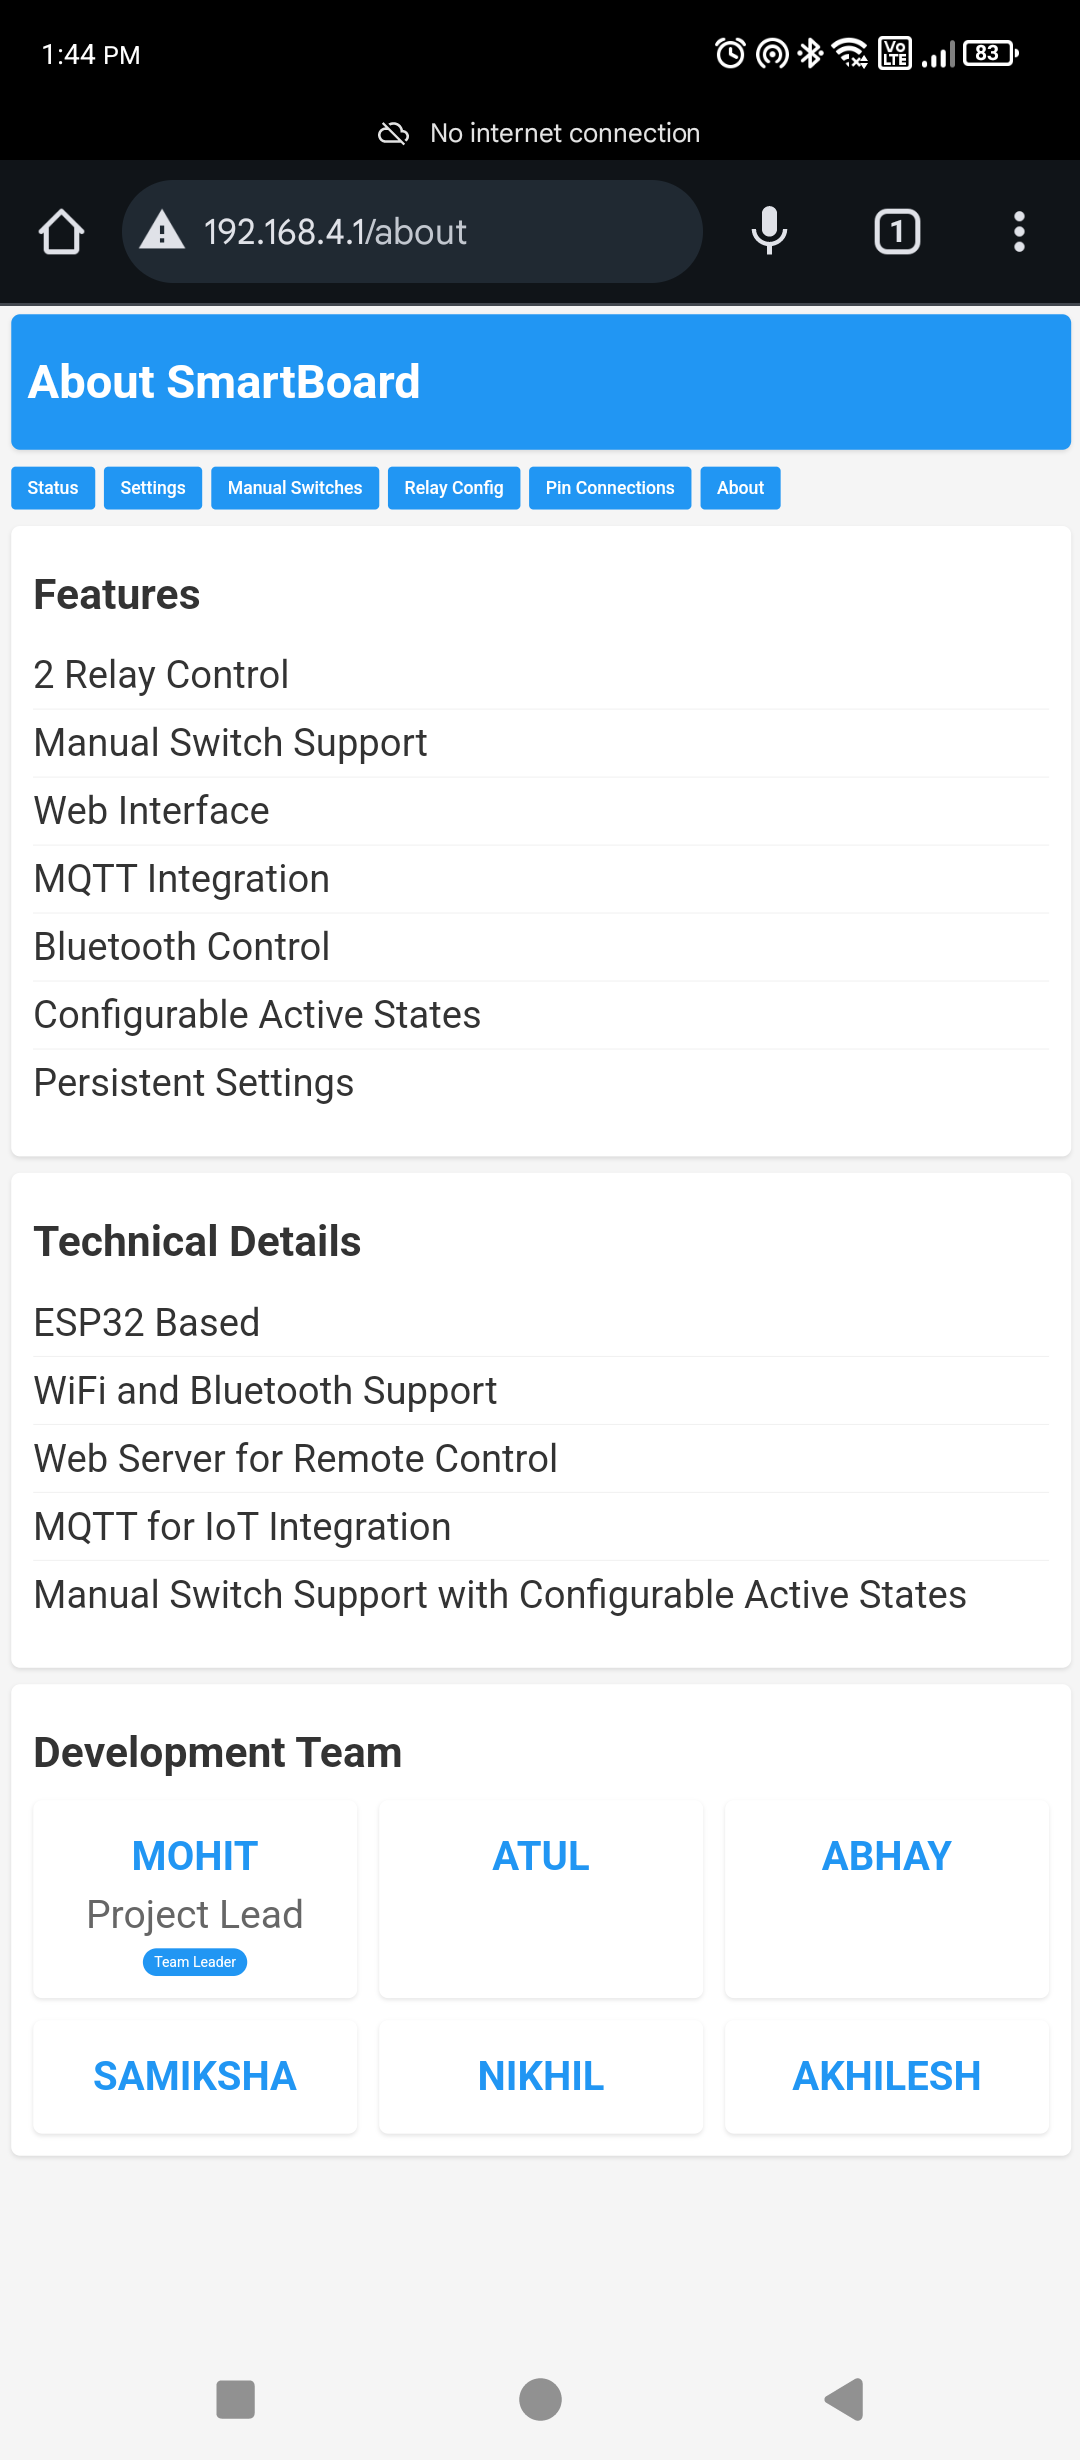 1:44 PM
Vo LTE
83
No internet connection
192.168.4.1/about
1
About SmartBoard
Status Settings Manual Switches Relay Config Pin Connections About
Features
2 Relay Control
Manual Switch Support
Web Interface
MQTT Integration
Bluetooth Control
Configurable Active States
Persistent Settings
Technical Details
ESP32 Based
WiFi and Bluetooth Support
Web Server for Remote Control
MQTT for IoT Integration
Manual Switch Support with Configurable Active States
Development Team
MOHIT
Project Lead
Team Leader
ATUL
ABHAY
SAMIKSHA
NIKHIL
AKHILESH